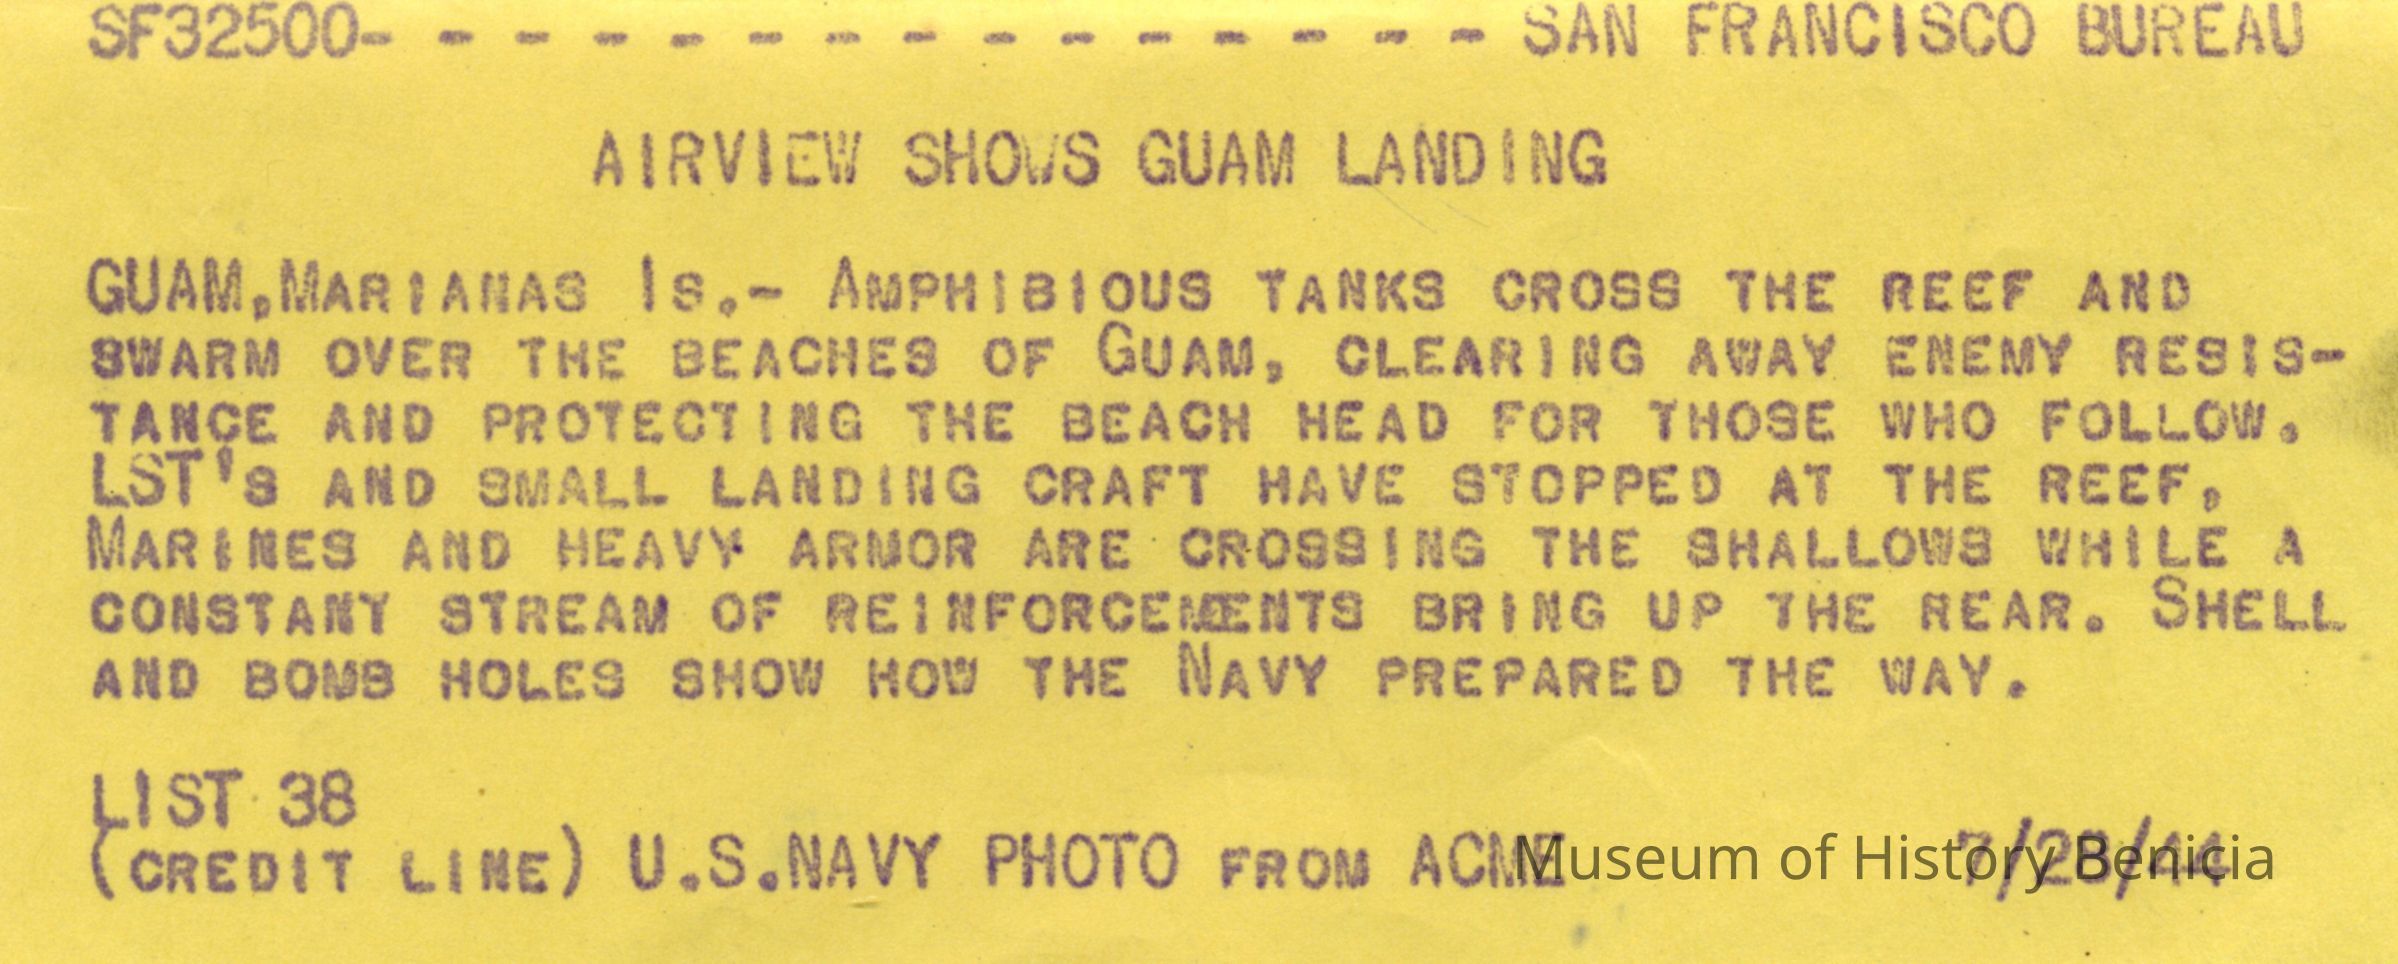 SF32500- - - - - - - - - - - - - - - SAN FRANCISCO BUREAU
AIRVIEW SHOWS GUAM LANDING
GUAM,MARIANAS IS.- AMPHIBIOUS TANKS CROSS THE REEF AND
SWARM OVER THE BEACHES OF GUAM, CLEARING AWAY ENEMY RESIS-
TANCE AND PROTECTING THE BEACH HEAD FOR THOSE WHO FOLLOW.
LST'S AND SMALL LANDING CRAFT HAVE STOPPED AT THE REEF,
MARINES AND HEAVY ARMOR ARE CROSSING THE SHALLOWS WHILE A
CONSTANT STREAM OF REINFORCEMENTS BRING UP THE REAR. SHELL
AND BOMB HOLES SHOW HOW THE NAVY PREPARED THE WAY.
LIST 38
(CREDIT LINE) U.S.NAVY PHOTO FROM ACME 7/28/44
Museum of History Benicia